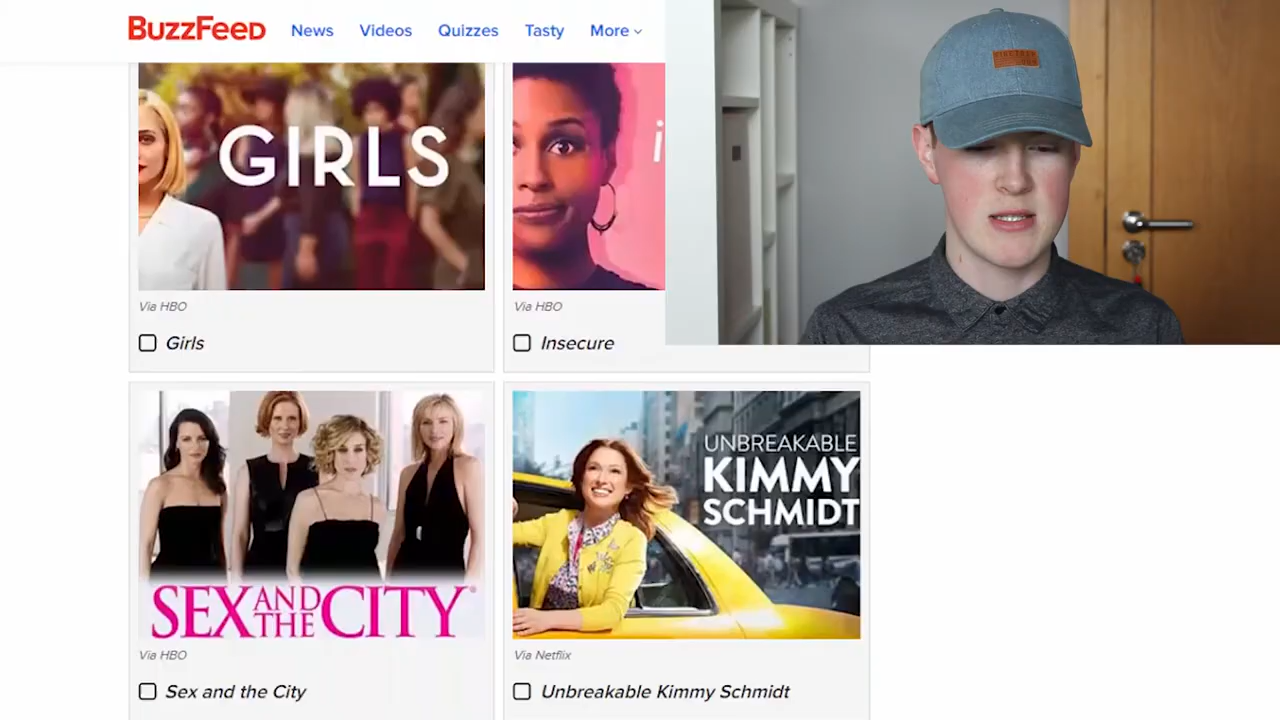 BuzzFeed News Videos Quizzes Tasty More
GIRLS
i
Via HBO
Via HBO
Girls
Insecure
SEX AND THE CITY
UNBREAKABLE
KIMMY
SCHMIDT
Via HBO
Via Netflix
Sex and the City
Unbreakable Kimmy Schmidt